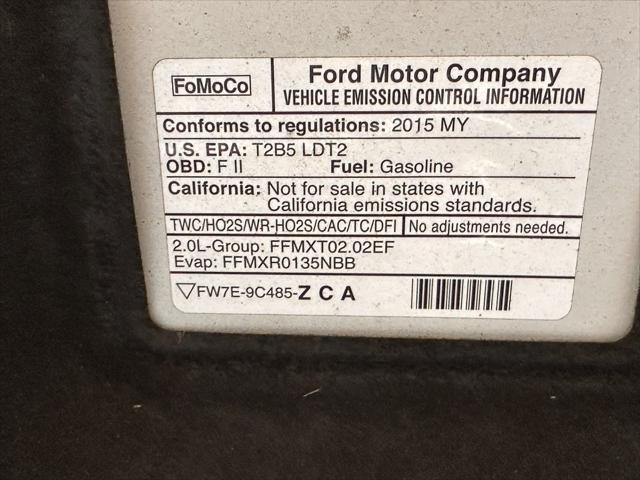 FoMoCo
Ford Motor Company
VEHICLE EMISSION CONTROL INFORMATION
Conforms to regulations: 2015 MY
U.S. EPA: T2B5 LDT2
OBD: F II Fuel: Gasoline
California: Not for sale in states with
California emissions standards.
TWC/HO2S/WR-HO2S/CAC/TC/DFI No adjustments needed.
2.0L-Group: FFMXT02.02EF
Evap: FFMXR0135NBB
▽FW7E-9C485-Z C A